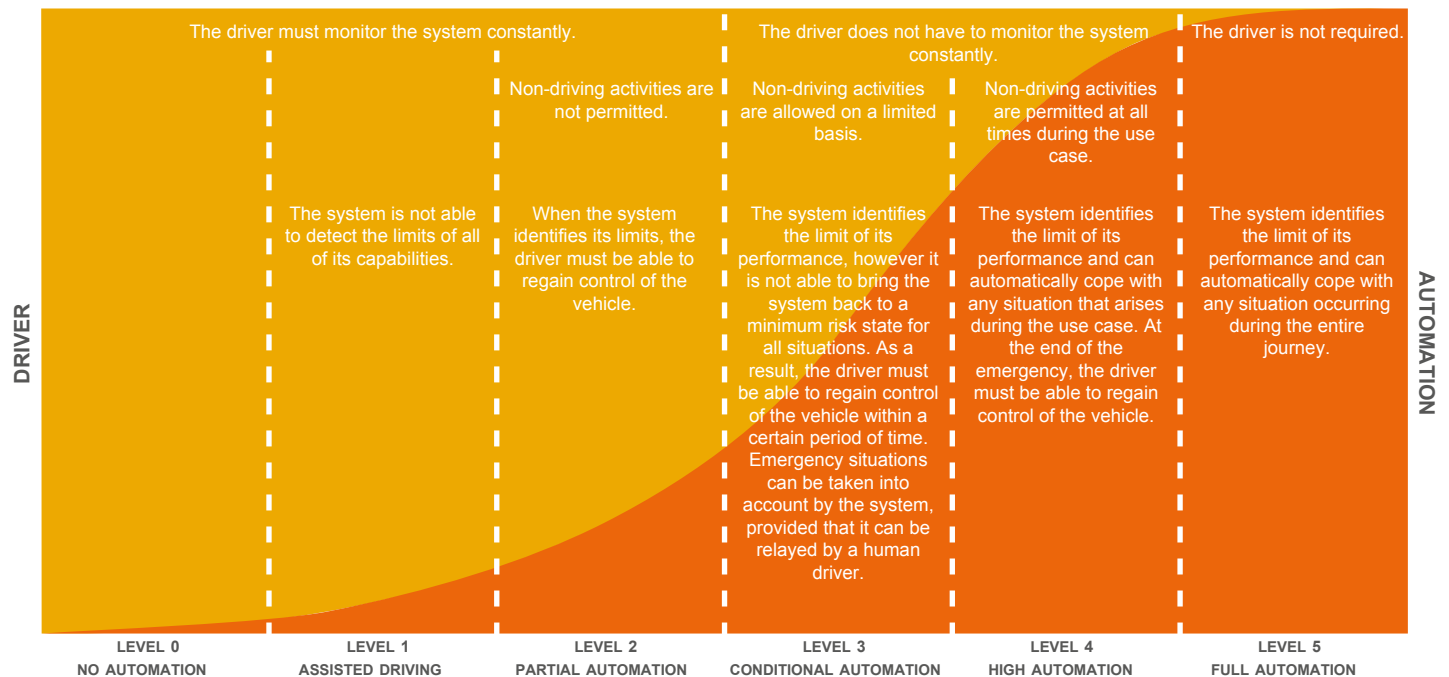 The driver must monitor the system constantly.
The driver does not have to monitor the system
constantly.
The driver is not required.
Non-driving activities are
not permitted.
Non-driving activities
are allowed on a limited
basis.
Non-driving activities
are permitted at all
times during the use
case.
The system is not able
to detect the limits of all
of its capabilities.
When the system
identifies its limits, the
driver must be able to
regain control of the
vehicle.
The system identifies
the limit of its
performance, however it
is not able to bring the
system back to a
minimum risk state for
all situations. As a
result, the driver must
be able to regain control
of the vehicle within a
certain period of time.
Emergency situations
can be taken into
account by the system,
provided that it can be
relayed by a human
driver.
The system identifies
the limit of its
performance and can
automatically cope with
any situation that arises
during the use case. At
the end of the
emergency, the driver
must be able to regain
control of the vehicle.
The system identifies
the limit of its
performance and can
automatically cope with
any situation occurring
during the entire
journey.
DRIVER
AUTOMATION
LEVEL 0
NO AUTOMATION
LEVEL 1
ASSISTED DRIVING
LEVEL 2
PARTIAL AUTOMATION
LEVEL 3
CONDITIONAL AUTOMATION
LEVEL 4
HIGH AUTOMATION
LEVEL 5
FULL AUTOMATION